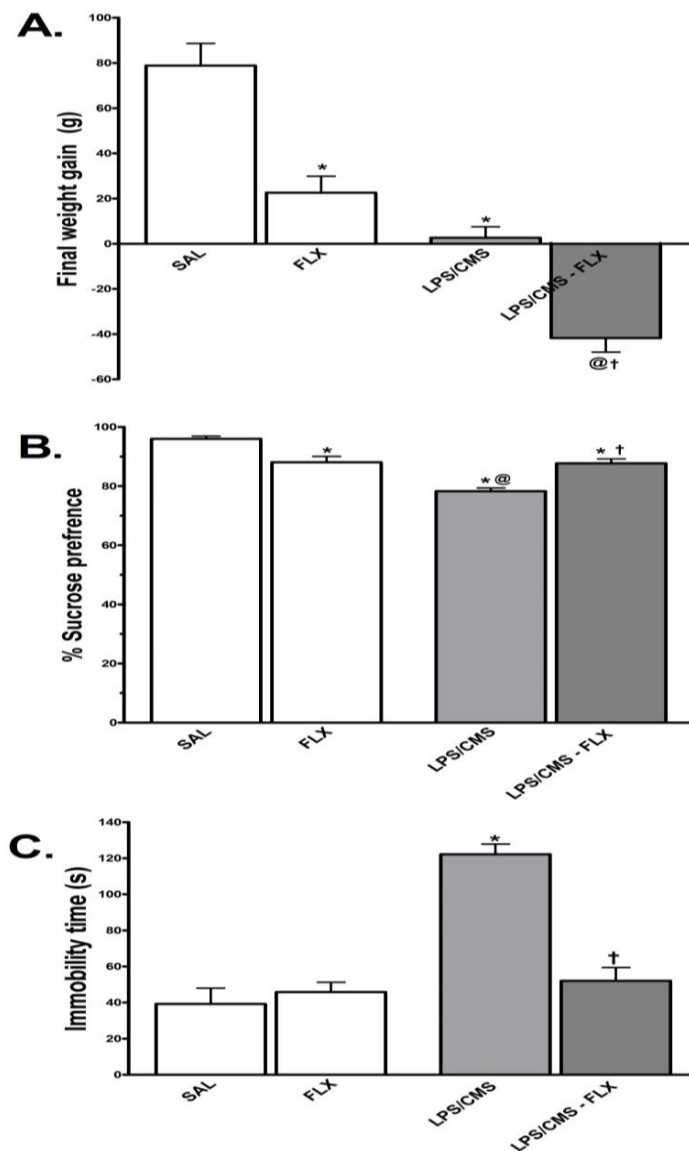 A.
Final weight gain (g)
100
80
60
40
20
0
-20
-40
-60
*
*
@†
SAL
FLX
LPS/CMS
LPS/CMS - FLX
B.
% Sucrose prefrence
100
80
60
40
20
0
*
* @
* †
SAL
FLX
LPS/CMS
LPS/CMS - FLX
C.
Immobility time (s)
140
120
100
80
60
40
20
0
*
†
SAL
FLX
LPS/CMS
LPS/CMS - FLX